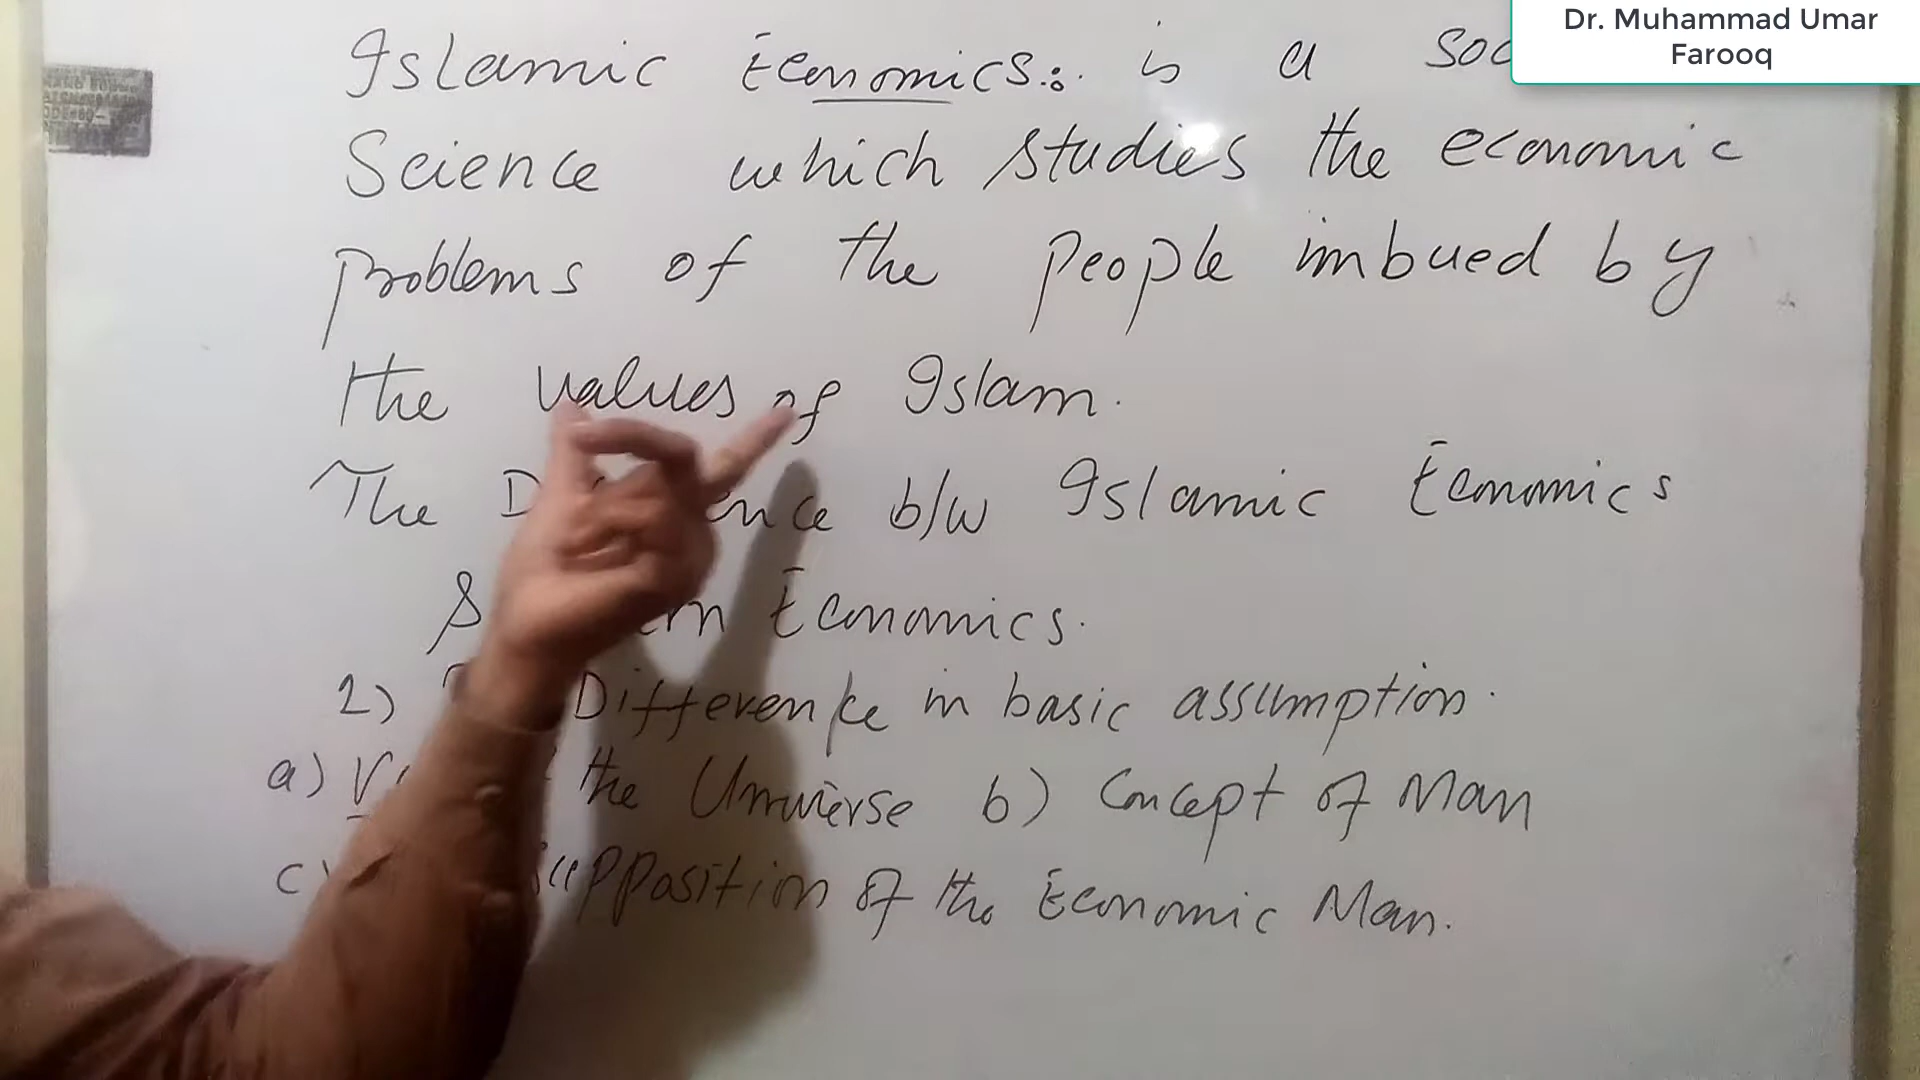 Dr. Muhammad Umar
Farooq
Islamic Economics: is a Soc
Science which studies the economic
problems of the people imbued by
the values of Islam.
The b/w Islamic Economics
& Economics.
2) Difference in basic assumption.
a) the Universe b) Concept of Man
c) of the Economic Man.